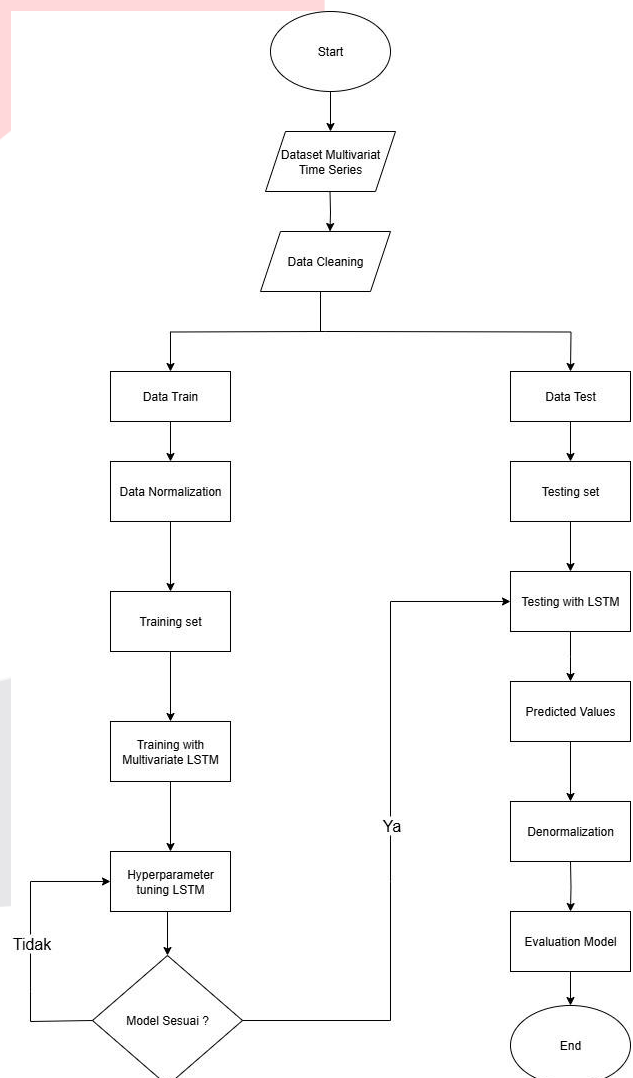 Start
Dataset Multivariat
Time Series
Data Cleaning
Data Train
Data Test
Data Normalization
Testing set
Training set
Testing with LSTM
Training with
Multivariate LSTM
Predicted Values
Ya
Denormalization
Hyperparameter
tuning LSTM
Tidak
Evaluation Model
Model Sesuai ?
End